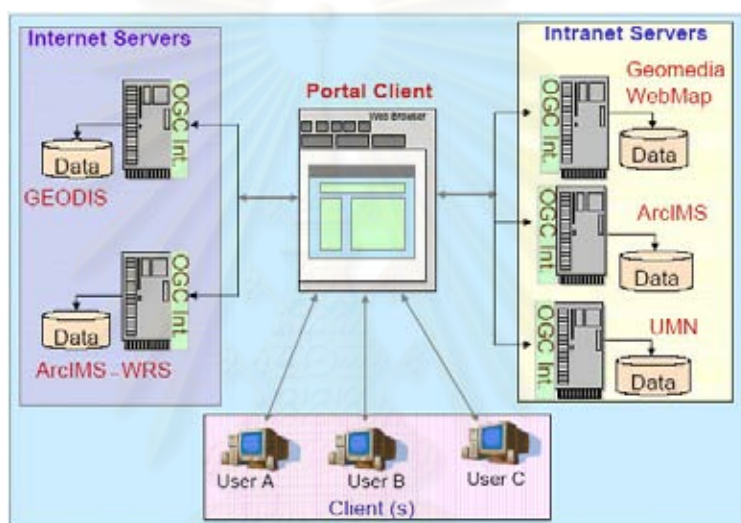 Internet Servers
OGC Int.
Data
GEODIS
OGC Int.
Data
ArcIMS - WRS
Portal Client
Web Browser
Intranet Servers
OGC Int.
Geomedia
WebMap
Data
OGC Int.
ArcIMS
Data
OGC Int.
UMN
Data
User A
User B
User C
Client (s)